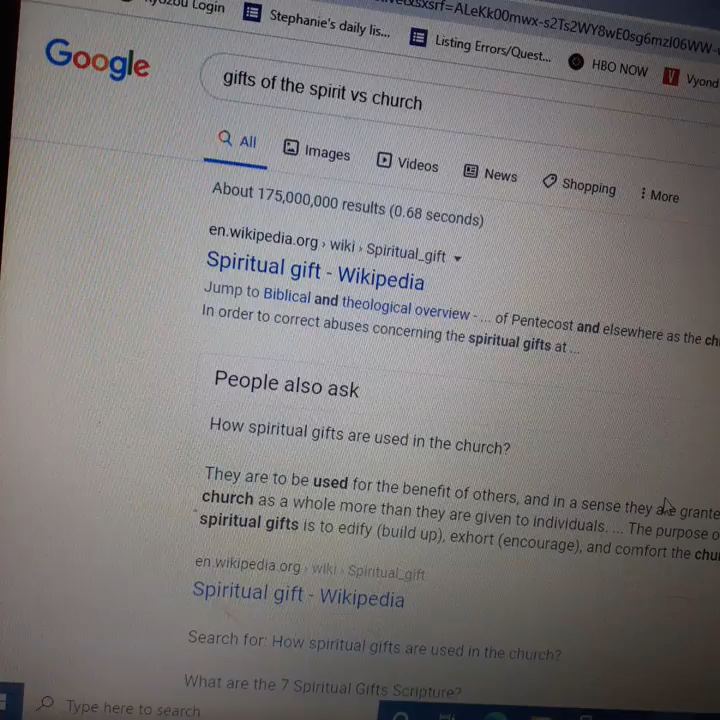 Login
Stephanie's daily lis...
Listing Errors/Quest...
HBO NOW
Vyond
Google
gifts of the spirit vs church
All
Images
Videos
News
Shopping
More
About 175,000,000 results (0.68 seconds)
en.wikipedia.org › wiki › Spiritual_gift
Spiritual gift - Wikipedia
Jump to Biblical and theological overview - ... of Pentecost and elsewhere as the
In order to correct abuses concerning the spiritual gifts at ...
People also ask
How spiritual gifts are used in the church?
They are to be used for the benefit of others, and in a sense they are grante
church as a whole more than they are given to individuals. ... The purpose o
spiritual gifts is to edify (build up), exhort (encourage), and comfort the chu
en.wikipedia.org › wiki › Spiritual_gift
Spiritual gift - Wikipedia
Search for: How spiritual gifts are used in the church?
What are the 7 Spiritual Gifts Scripture?
Type here to search